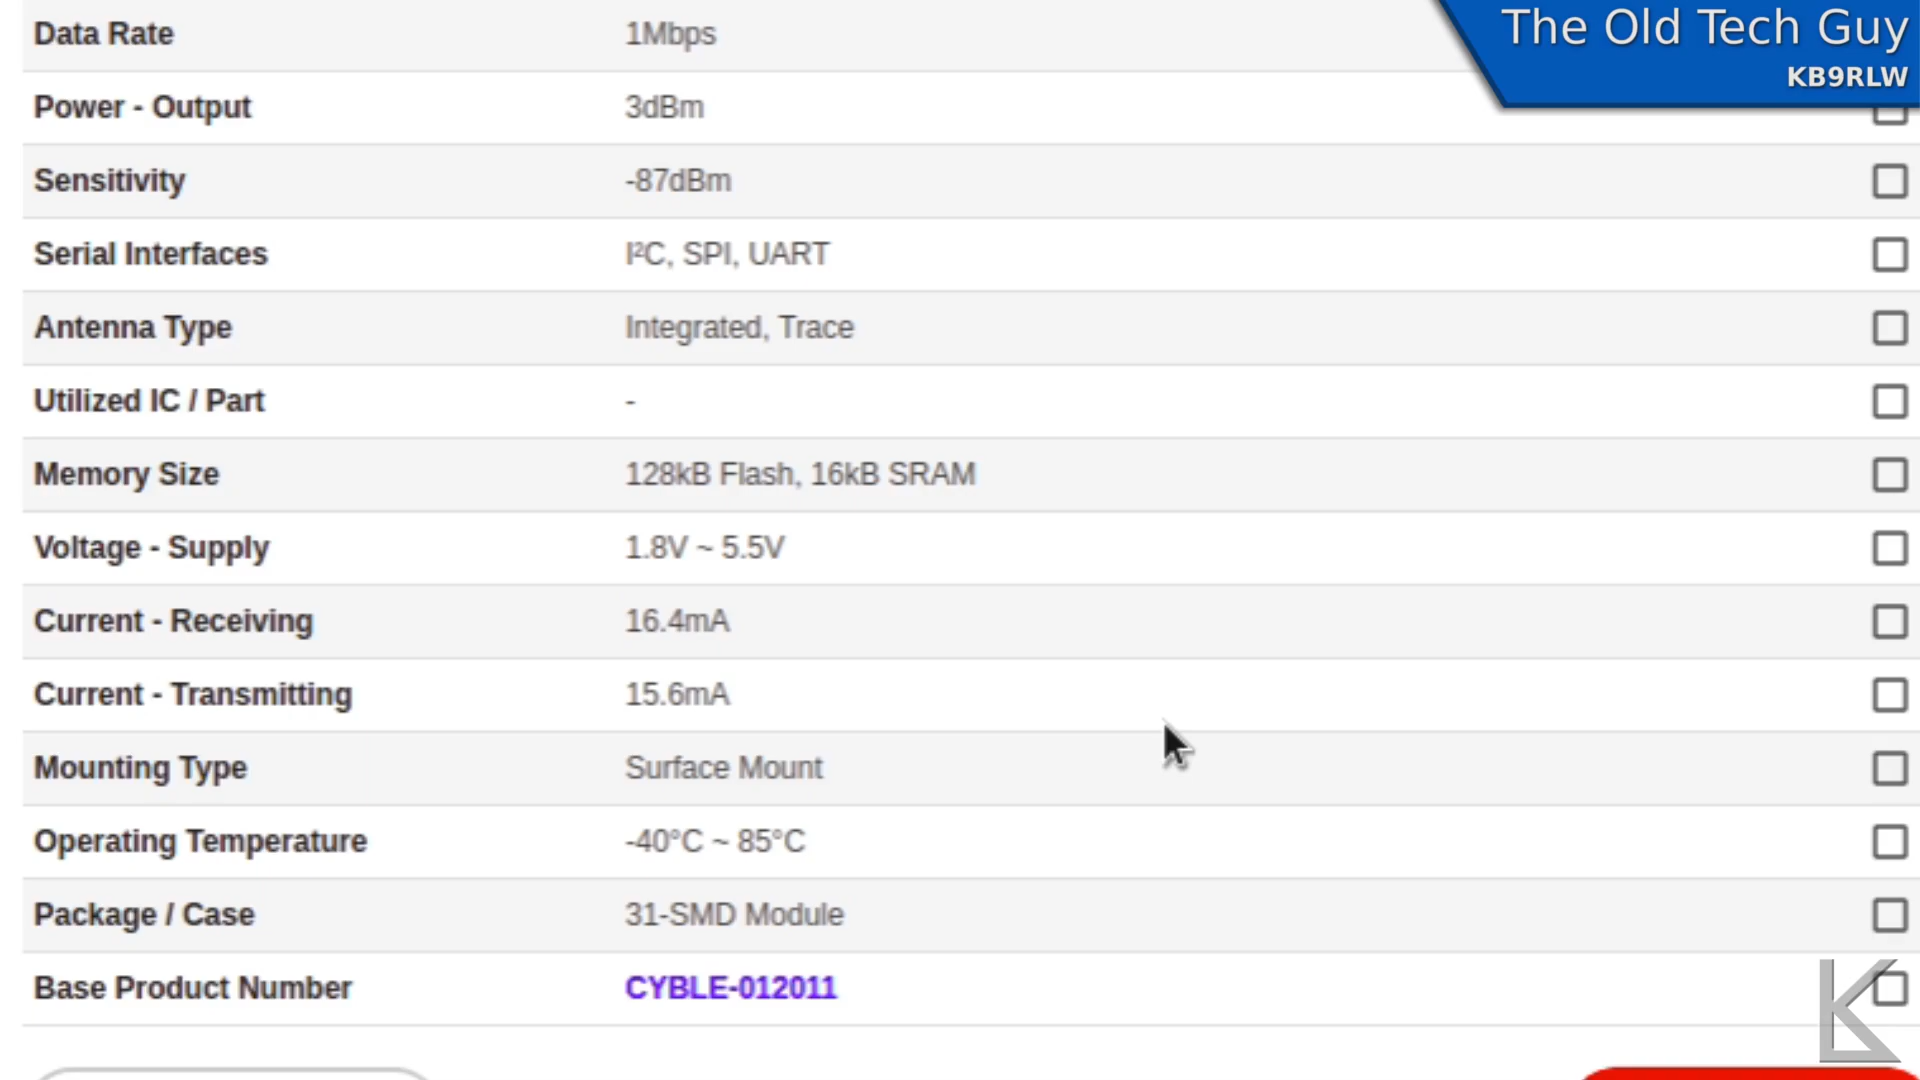 The Old Tech Guy
KB9RLW
Data Rate 1Mbps
Power - Output 3dBm
Sensitivity -87dBm
Serial Interfaces I²C, SPI, UART
Antenna Type Integrated, Trace
Utilized IC / Part -
Memory Size 128kB Flash, 16kB SRAM
Voltage - Supply 1.8V ~ 5.5V
Current - Receiving 16.4mA
Current - Transmitting 15.6mA
Mounting Type Surface Mount
Operating Temperature -40°C ~ 85°C
Package / Case 31-SMD Module
Base Product Number CYBLE-012011